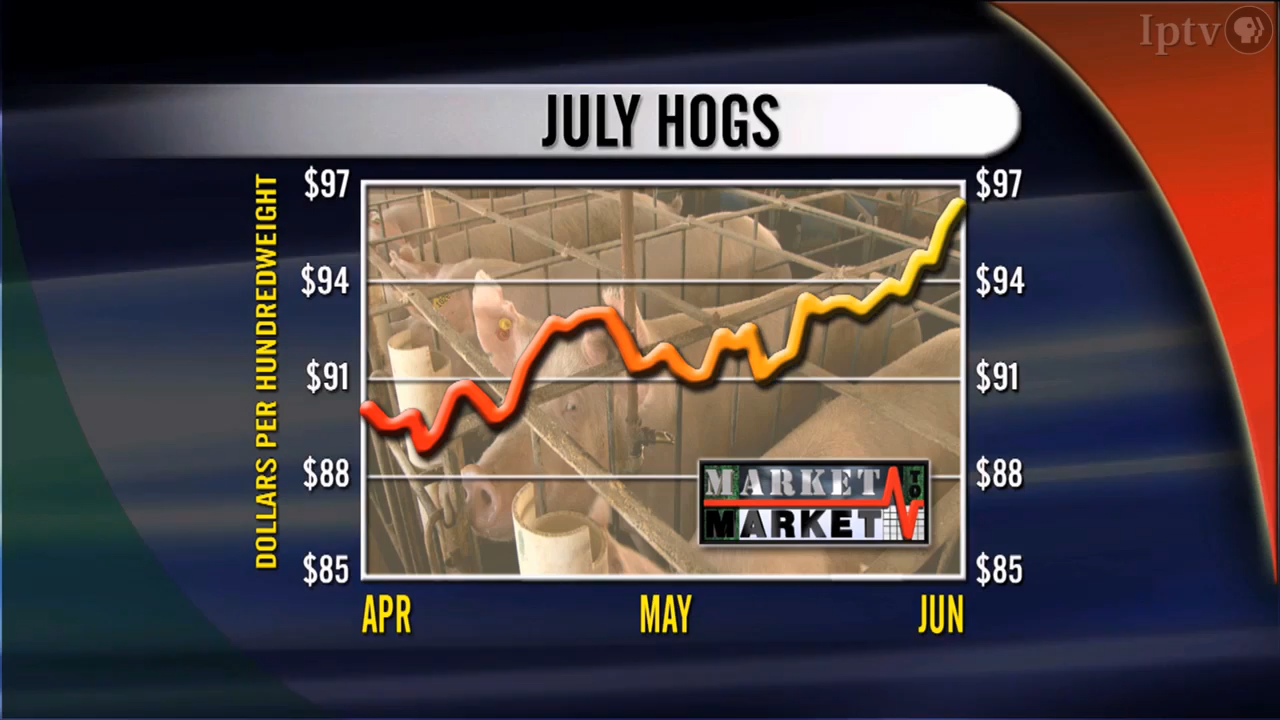 Iptv
JULY HOGS
DOLLARS PER HUNDREDWEIGHT
$97 $97
$94 $94
$91 $91
$88 $88
$85 $85
MARKET TO
MARKET
APR MAY JUN